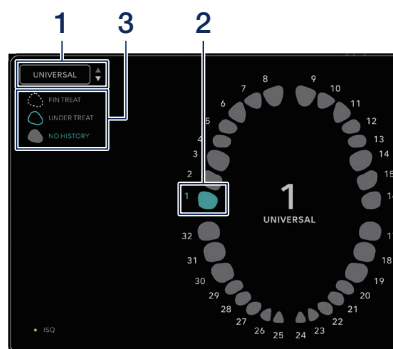 1 3 2
UNIVERSAL
FIN TREAT
UNDER TREAT
NO HISTORY
8 9
7 10
6 11
5 12
4 13
3 14
2 15
1 16
1
UNIVERSAL
32 17
31 18
30 19
29 20
28 21
27 22
26 25 24 23
ISQ